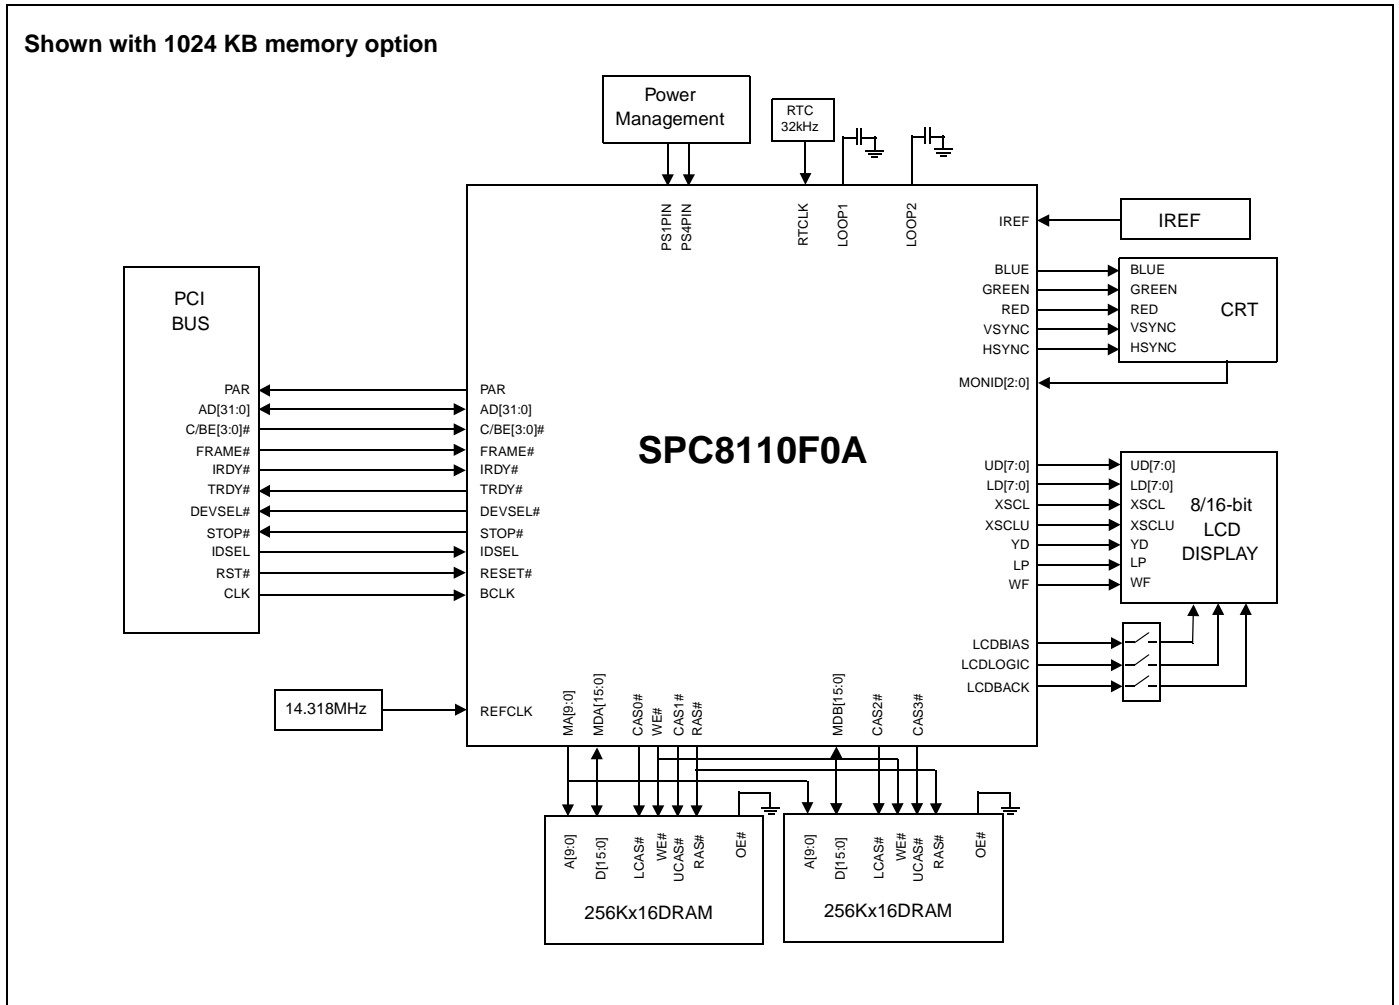 Shown with 1024 KB memory option
Power
Management
RTC
32kHz
PS1PIN
PS4PIN
RTCLK
LOOP1
LOOP2
IREF
IREF
PCI
BUS
BLUE
GREEN
RED
VSYNC
HSYNC
BLUE
GREEN
RED
VSYNC
HSYNC
CRT
MONID[2:0]
PAR
AD[31:0]
C/BE[3:0]#
FRAME#
IRDY#
TRDY#
DEVSEL#
STOP#
IDSEL
RST#
CLK
PAR
AD[31:0]
C/BE[3:0]#
FRAME#
IRDY#
TRDY#
DEVSEL#
STOP#
IDSEL
RESET#
BCLK
SPC8110F0A
UD[7:0]
LD[7:0]
XSCL
XSCLU
YD
LP
WF
UD[7:0]
LD[7:0]
XSCL
XSCLU
YD
LP
WF
8/16-bit
LCD
DISPLAY
LCDBIAS
LCDLOGIC
LCDBACK
14.318MHz
REFCLK
MA[9:0]
MDA[15:0]
CAS0#
WE#
CAS1#
RAS#
MDB[15:0]
CAS2#
CAS3#
A[9:0]
D[15:0]
LCAS#
WE#
UCAS#
RAS#
OE#
256Kx16DRAM
A[9:0]
D[15:0]
LCAS#
WE#
UCAS#
RAS#
OE#
256Kx16DRAM